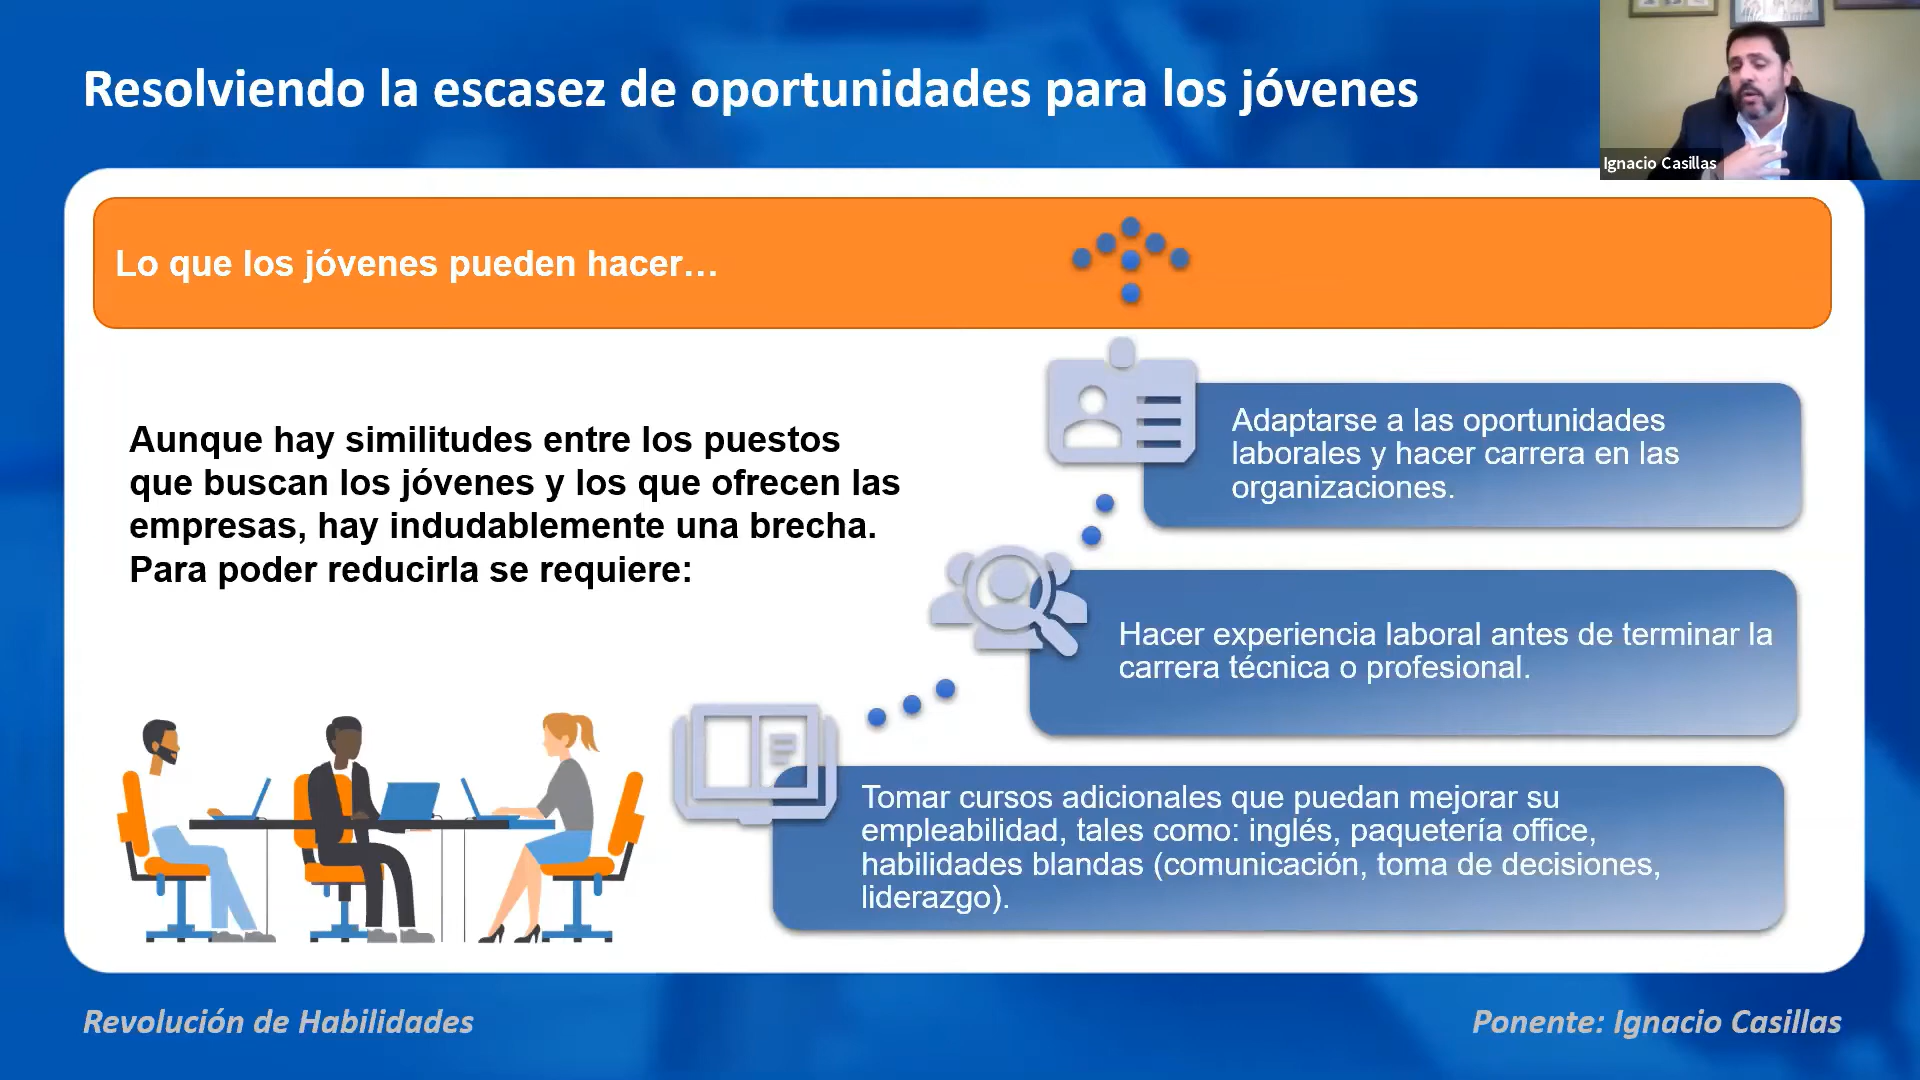 Resolviendo la escasez de oportunidades para los jóvenes
Ignacio Casillas
Lo que los jóvenes pueden hacer…
Aunque hay similitudes entre los puestos
que buscan los jóvenes y los que ofrecen las
empresas, hay indudablemente una brecha.
Para poder reducirla se requiere:
Adaptarse a las oportunidades
laborales y hacer carrera en las
organizaciones.
Hacer experiencia laboral antes de terminar la
carrera técnica o profesional.
Tomar cursos adicionales que puedan mejorar su
empleabilidad, tales como: inglés, paquetería office,
habilidades blandas (comunicación, toma de decisiones,
liderazgo).
Revolución de Habilidades
Ponente: Ignacio Casillas